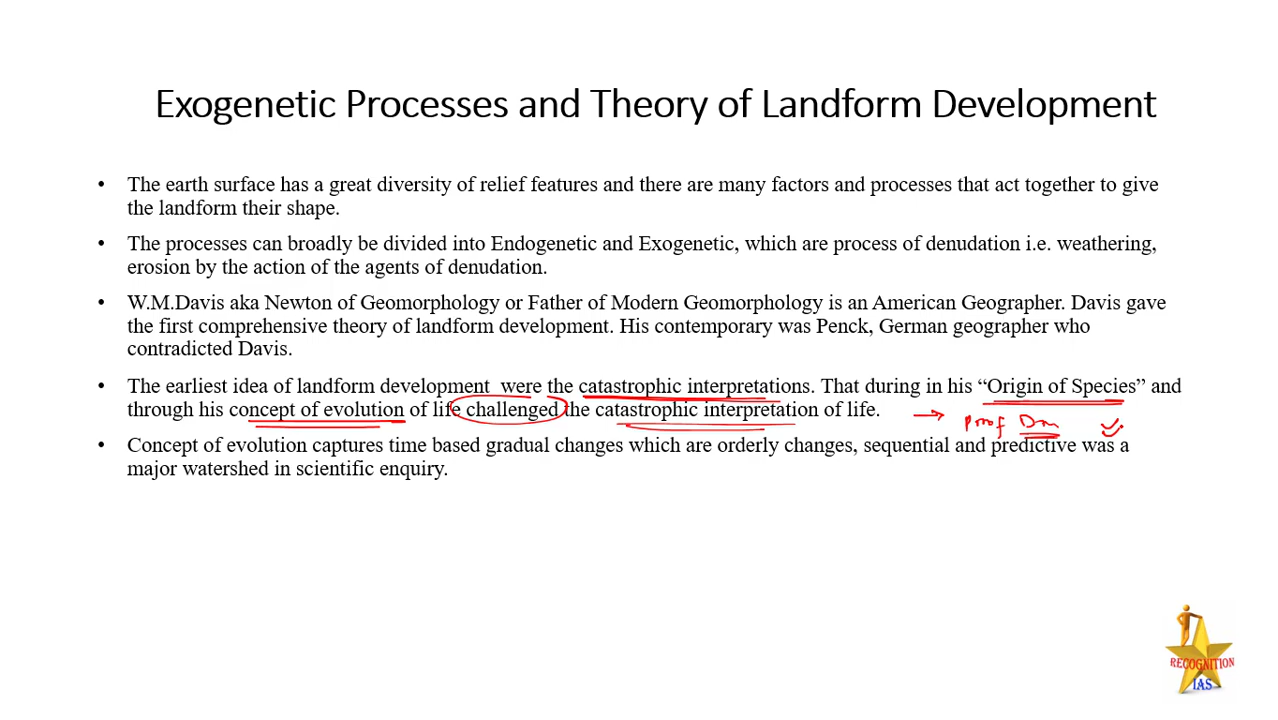 Exogenetic Processes and Theory of Landform Development
• The earth surface has a great diversity of relief features and there are many factors and processes that act together to give
the landform their shape.
• The processes can broadly be divided into Endogenetic and Exogenetic, which are process of denudation i.e. weathering,
erosion by the action of the agents of denudation.
• W.M.Davis aka Newton of Geomorphology or Father of Modern Geomorphology is an American Geographer. Davis gave
the first comprehensive theory of landform development. His contemporary was Penck, German geographer who
contradicted Davis.
• The earliest idea of landform development were the catastrophic interpretations. That during in his “Origin of Species” and
through his concept of evolution of life challenged the catastrophic interpretation of life.
Prof
• Concept of evolution captures time based gradual changes which are orderly changes, sequential and predictive was a
major watershed in scientific enquiry.
RECOGNITION
IAS